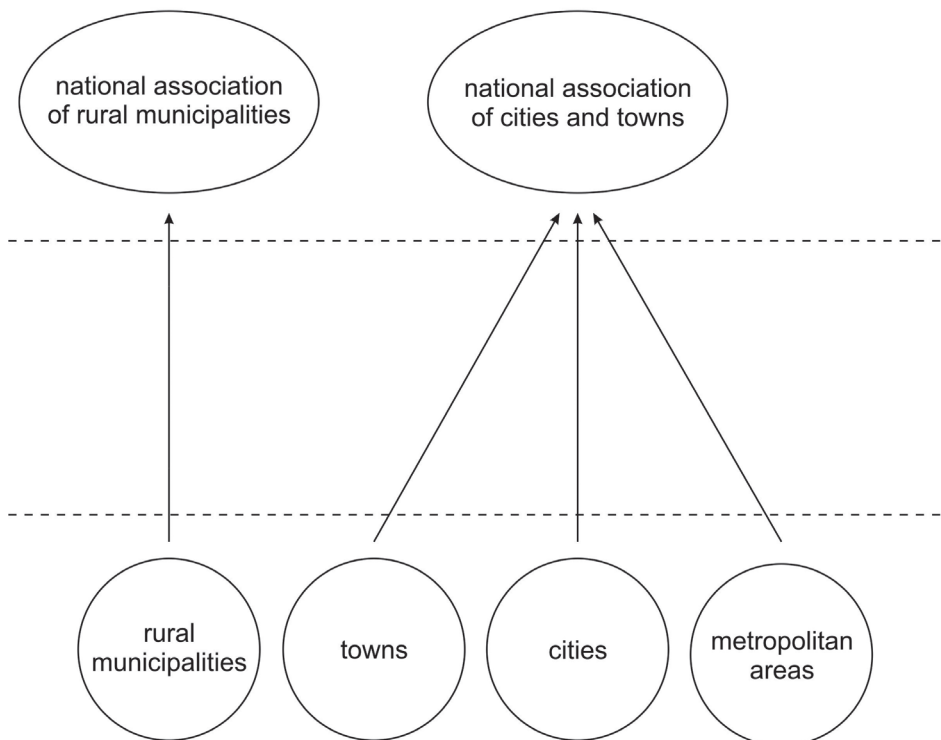 national association
of rural municipalities
national association
of cities and towns
rural
municipalities
towns
cities
metropolitan
areas